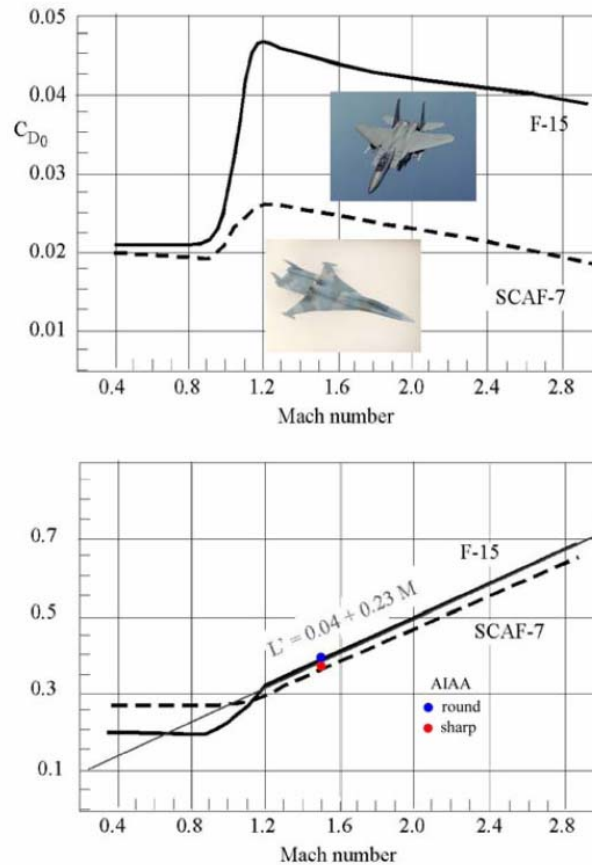 0.05
0.04
C_D₀
F-15
0.03
0.02
SCAF-7
0.01
0.4 0.8 1.2 1.6 2.0 2.4 2.8
Mach number
0.7
F-15
L' = 0.04 + 0.23 M
0.5
SCAF-7
AIAA
0.3
round
sharp
0.1
0.4 0.8 1.2 1.6 2.0 2.4 2.8
Mach number